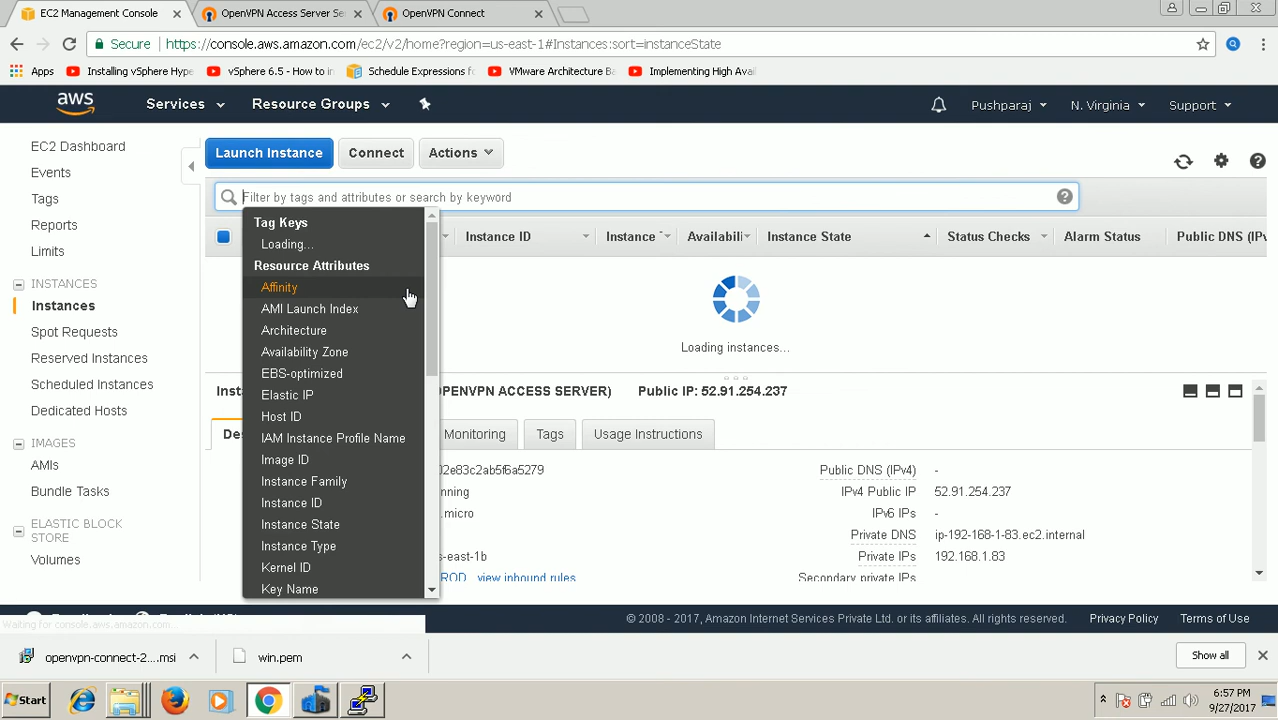 EC2 Management Console
OpenVPN Access Server Se
OpenVPN Connect
Secure
https://console.aws.amazon.com/ec2/v2/home?region=us-east-1#Instances:sort=instanceState
Apps
Installing vSphere Hype
vSphere 6.5 - How to in
Schedule Expressions fo
VMware Architecture Ba
Implementing High Avai
aws
Services
Resource Groups
Pushparaj
N. Virginia
Support
EC2 Dashboard
Events
Tags
Reports
Limits
INSTANCES
Instances
Spot Requests
Reserved Instances
Scheduled Instances
Dedicated Hosts
IMAGES
AMIs
Bundle Tasks
ELASTIC BLOCK
STORE
Volumes
Launch Instance
Connect
Actions
Filter by tags and attributes or search by keyword
Tag Keys
Loading...
Resource Attributes
Affinity
AMI Launch Index
Architecture
Availability Zone
EBS-optimized
Elastic IP
Host ID
IAM Instance Profile Name
Image ID
Instance Family
Instance ID
Instance State
Instance Type
Kernel ID
Key Name
Instance ID
Instance
Availabili
Instance State
Status Checks
Alarm Status
Public DNS (IPv
Loading instances...
OPENVPN ACCESS SERVER) Public IP: 52.91.254.237
Monitoring
Tags
Usage Instructions
02e83c2ab5f6a5279
Public DNS (IPv4) -
IPv4 Public IP 52.91.254.237
.micro
IPv6 IPs -
Private DNS ip-192-168-1-83.ec2.internal
s-east-1b
Private IPs 192.168.1.83
view inbound rules
Secondary private IPs
© 2008 - 2017, Amazon Internet Services Private Ltd. or its affiliates. All rights reserved.
Privacy Policy
Terms of Use
Waiting for console.aws.amazon.com...
openvpn-connect-2....msi
win.pem
Show all
Start
6:57 PM
9/27/2017